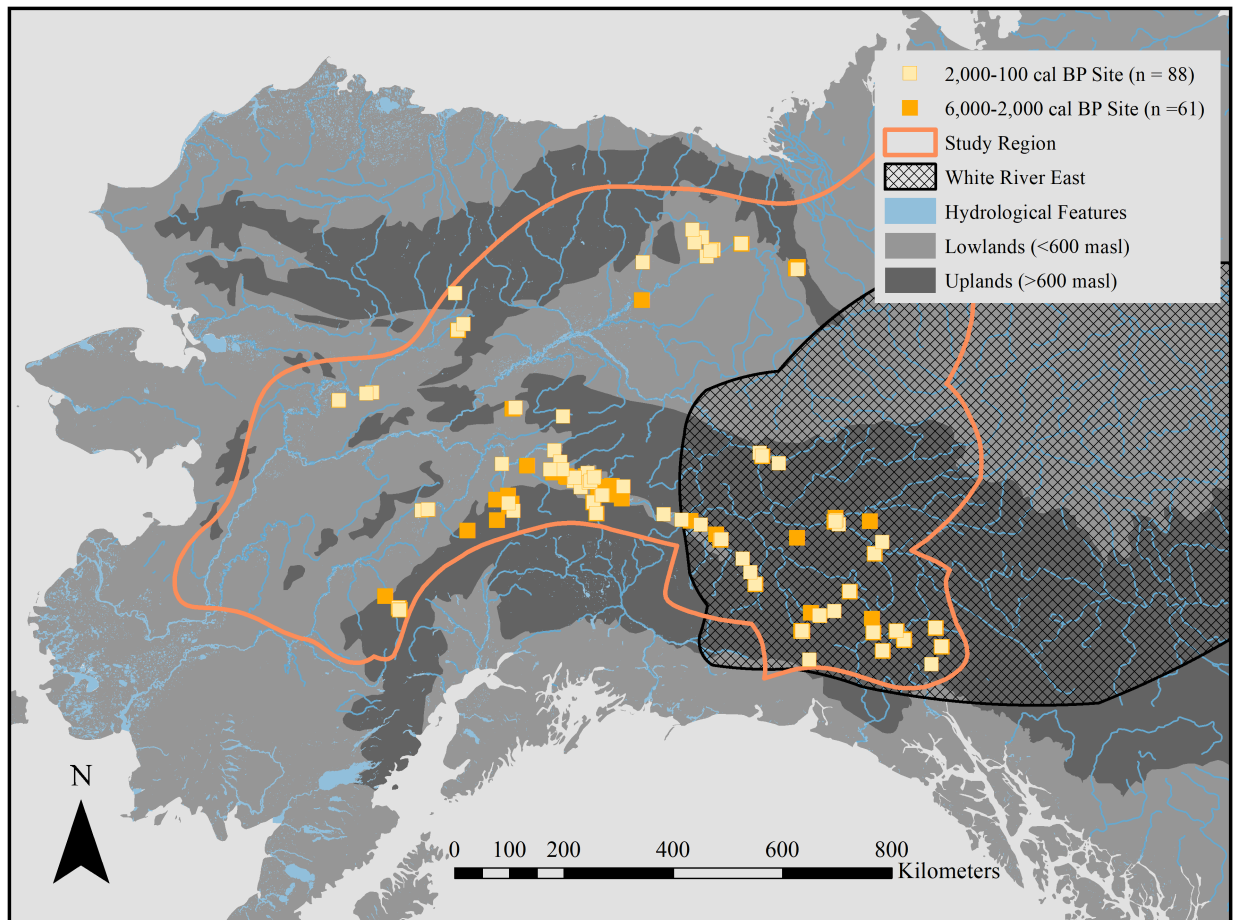 2,000-100 cal BP Site (n = 88)
6,000-2,000 cal BP Site (n =61)
Study Region
White River East
Hydrological Features
Lowlands (<600 masl)
Uplands (>600 masl)
N
0 100 200 400 600 800
Kilometers